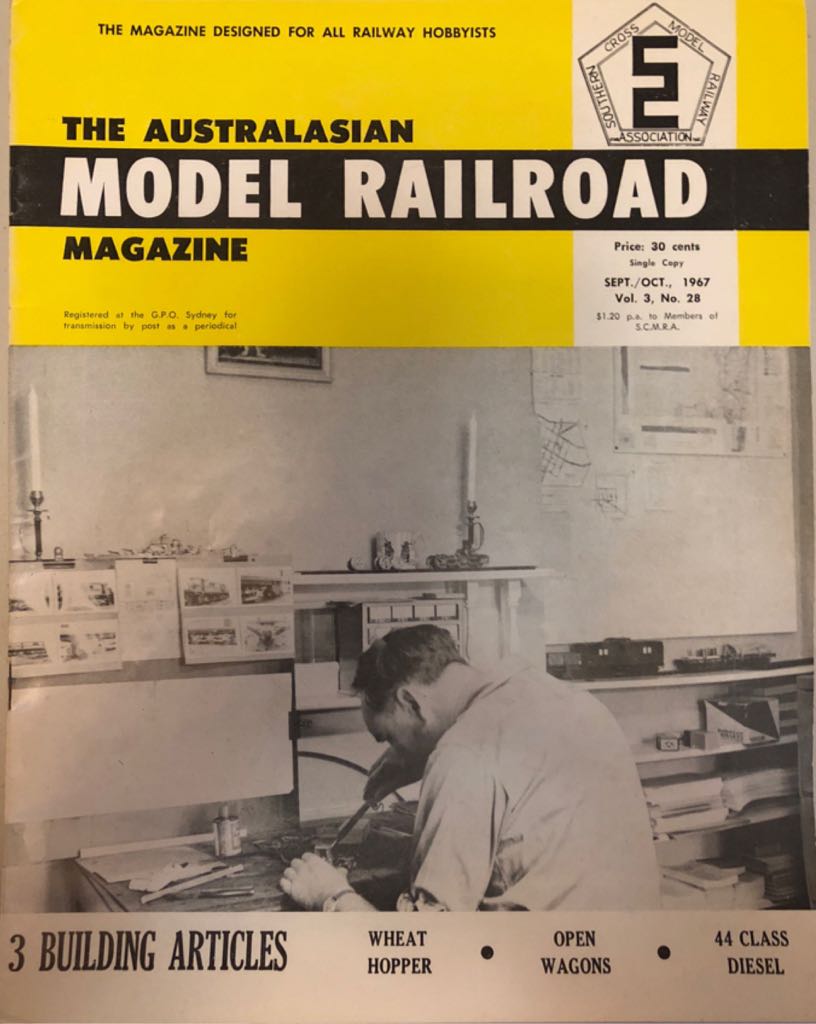 THE MAGAZINE DESIGNED FOR ALL RAILWAY HOBBYISTS
SOUTHERN CROSS MODEL RAILWAY
ASSOCIATION
THE AUSTRALASIAN
MODEL RAILROAD
MAGAZINE
Price: 30 cents
Single Copy
SEPT./OCT., 1967
Vol. 3, No. 28
$1.20 p.a. to Members of
S.C.M.R.A.
Registered at the G.P.O. Sydney for
transmission by post as a periodical
3 BUILDING ARTICLES
WHEAT
HOPPER
●
OPEN
WAGONS
●
44 CLASS
DIESEL